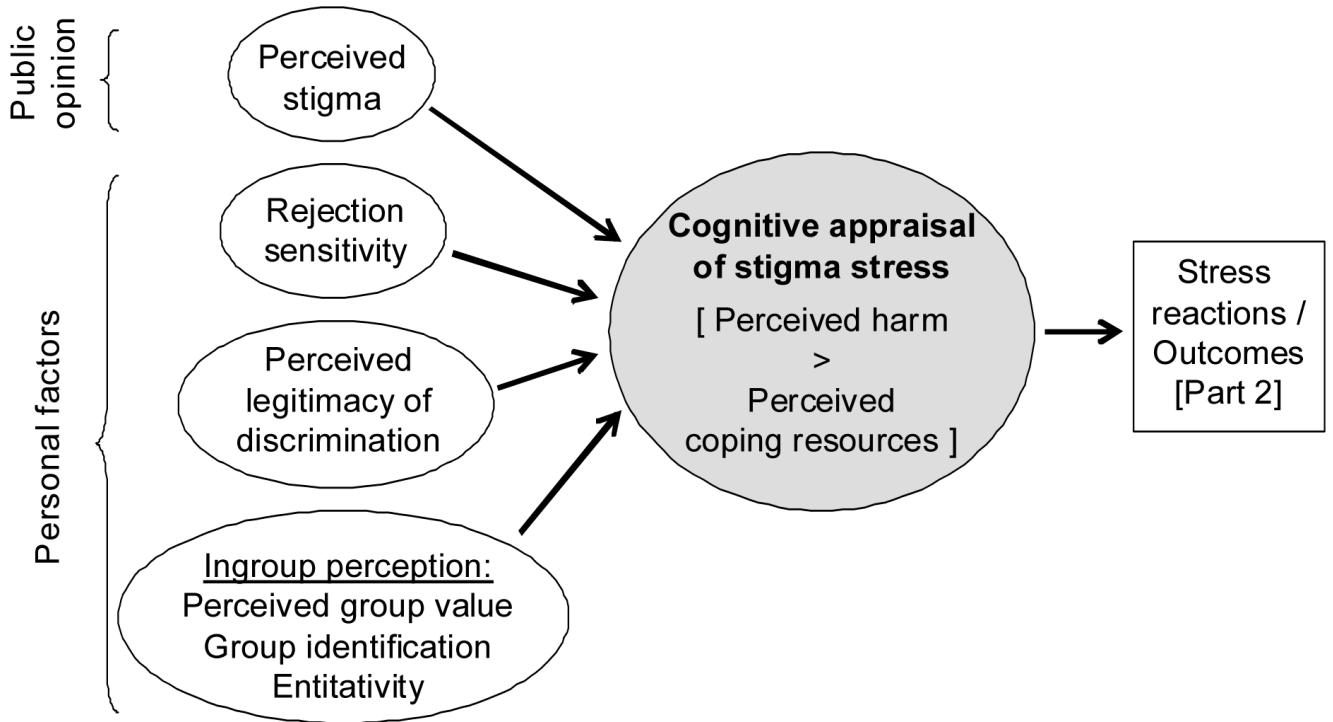 Public
opinion
Perceived
stigma
Personal factors
Rejection
sensitivity
Perceived
legitimacy of
discrimination
Ingroup perception:
Perceived group value
Group identification
Entitativity
Cognitive appraisal
of stigma stress
[ Perceived harm
>
Perceived
coping resources ]
Stress
reactions /
Outcomes
[Part 2]